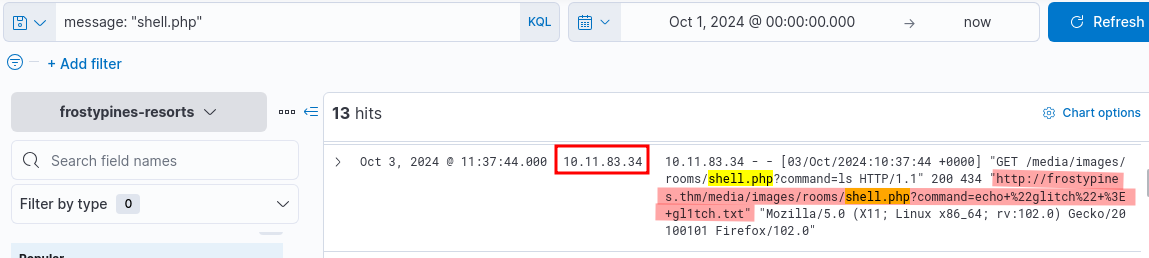 message: "shell.php"
KQL
Oct 1, 2024 @ 00:00:00.000
→
now
Refresh
+ Add filter
frostypines-resorts
Search field names
Filter by type 0
13 hits
Chart options
Oct 3, 2024 @ 11:37:44.000
10.11.83.34
10.11.83.34 - - [03/Oct/2024:10:37:44 +0000] "GET /media/images/
rooms/shell.php?command=ls HTTP/1.1" 200 434 "http://frostypine
s.thm/media/images/rooms/shell.php?command=echo+%22glitch%22+%3E
+gl1tch.txt" "Mozilla/5.0 (X11; Linux x86_64; rv:102.0) Gecko/20
100101 Firefox/102.0"